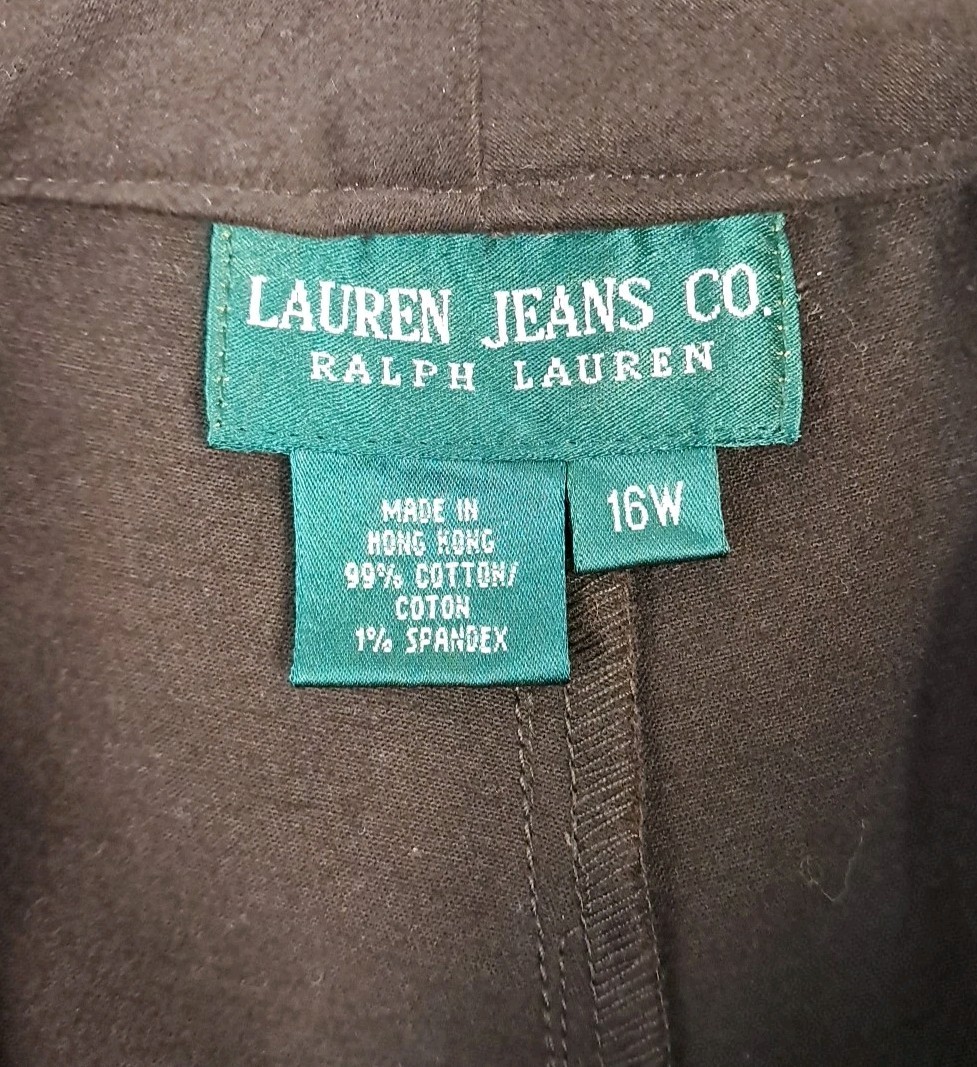 LAUREN JEANS CO.
RALPH LAUREN
MADE IN
HONG KONG
99% COTTON/
COTON
1% SPANDEX
16W